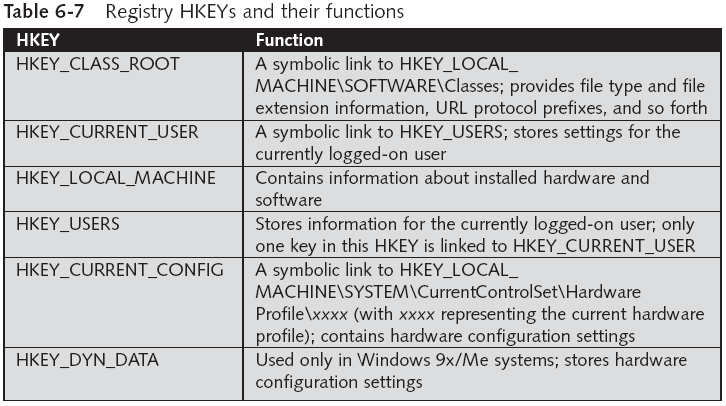 Table 6-7 Registry HKEYs and their functions
HKEY Function
HKEY_CLASS_ROOT A symbolic link to HKEY_LOCAL_
MACHINE\SOFTWARE\Classes; provides file type and file
extension information, URL protocol prefixes, and so forth
HKEY_CURRENT_USER A symbolic link to HKEY_USERS; stores settings for the
currently logged-on user
HKEY_LOCAL_MACHINE Contains information about installed hardware and
software
HKEY_USERS Stores information for the currently logged-on user; only
one key in this HKEY is linked to HKEY_CURRENT_USER
HKEY_CURRENT_CONFIG A symbolic link to HKEY_LOCAL_
MACHINE\SYSTEM\CurrentControlSet\Hardware
Profile\xxxx (with xxxx representing the current hardware
profile); contains hardware configuration settings
HKEY_DYN_DATA Used only in Windows 9x/Me systems; stores hardware
configuration settings